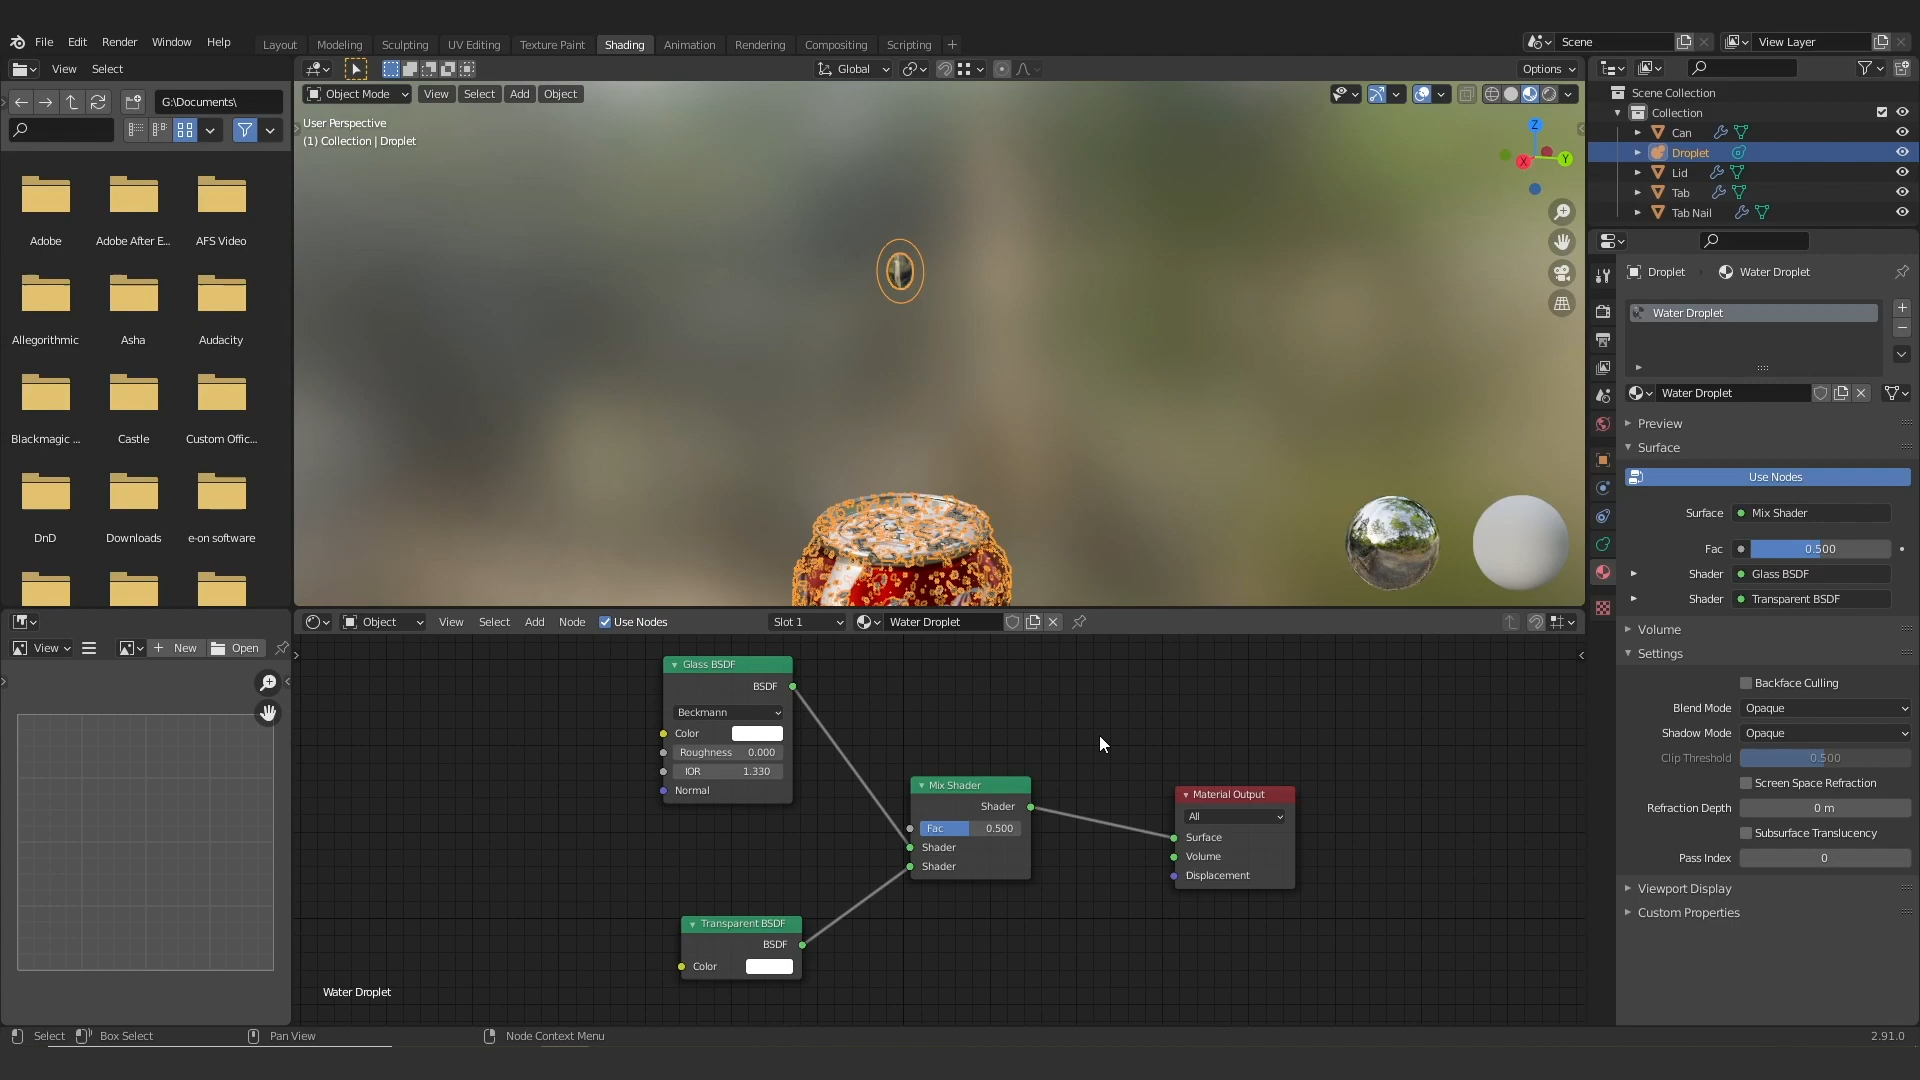 File Edit Render Window Help
Layout Modeling Sculpting UV Editing Texture Paint Shading Animation Rendering Compositing Scripting
Scene
View Layer
View Select
Global
Options
G:\Documents\
Object Mode View Select Add Object
User Perspective
(1) Collection | Droplet
Z
X
Y
Adobe
Adobe After E...
AFS Video
Allegorithmic
Asha
Audacity
Blackmagic ...
Castle
Custom Offic...
DnD
Downloads
e-on software
Scene Collection
Collection
Can
Droplet
Lid
Tab
Tab Nail
Droplet
Water Droplet
Water Droplet
Water Droplet
Preview
Surface
Use Nodes
Surface Mix Shader
Fac 0.500
Shader Glass BSDF
Shader Transparent BSDF
Volume
Settings
Backface Culling
Blend Mode Opaque
Shadow Mode Opaque
Clip Threshold 0.500
Screen Space Refraction
Refraction Depth 0 m
Subsurface Translucency
Pass Index 0
Viewport Display
Custom Properties
View New Open
Object View Select Add Node Use Nodes Slot 1 Water Droplet
Glass BSDF
BSDF
Beckmann
Color
Roughness 0.000
IOR 1.330
Normal
Mix Shader
Shader
Fac 0.500
Shader
Shader
Material Output
All
Surface
Volume
Displacement
Transparent BSDF
BSDF
Color
Water Droplet
Select Box Select Pan View Node Context Menu 2.91.0